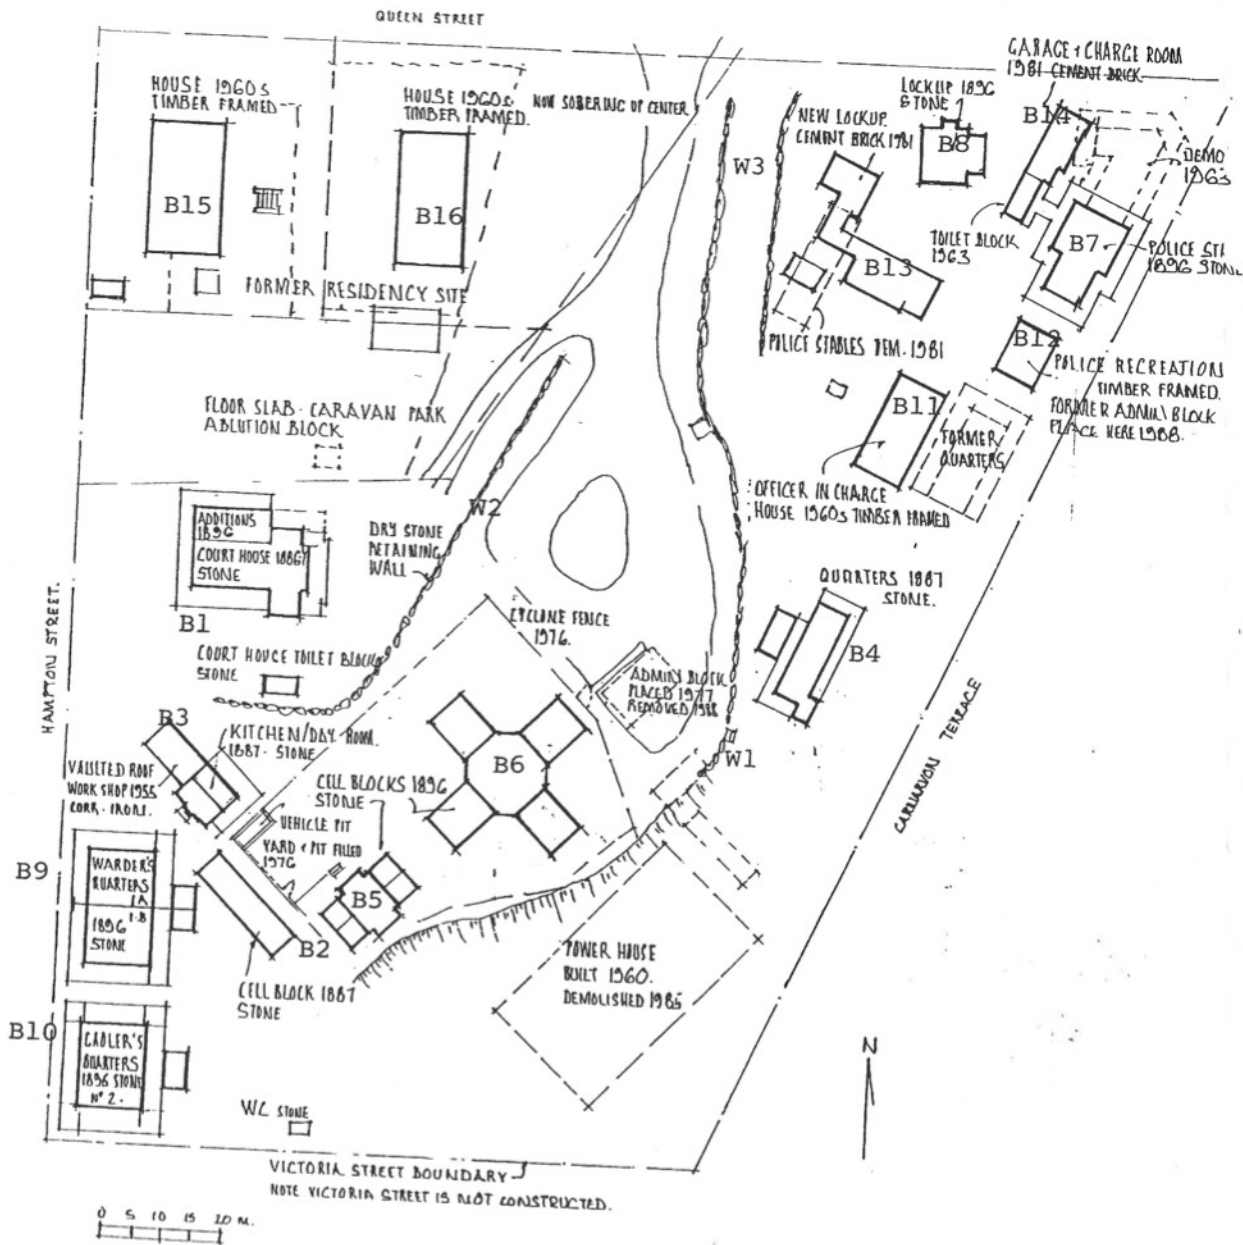 QUEEN STREET
GARAGE + CHARGE ROOM
1981 CEMENT BRICK
HOUSE 1960s
TIMBER FRAMED
HOUSE 1960s
TIMBER FRAMED.
NOW SOBERING UP CENTER
LOCKUP 1896
STONE
B14
NEW LOCKUP
CEMENT BRICK 1981
B8
DEMO
1963
W3
B15
B16
TOILET BLOCK
1963
B7
POLICE STN
1896 STONE
B13
FORMER RESIDENCY SITE
POLICE STABLES DEM. 1981
B12
POLICE RECREATION
TIMBER FRAMED.
FORMER ADMIN BLOCK
PLACE HERE 1988.
FLOOR SLAB - CARAVAN PARK
ABLUTION BLOCK
B11
FORMER
QUARTERS
OFFICER IN CHARGE
HOUSE 1960s TIMBER FRAMED
W2
ADDITIONS
1896
COURT HOUSE 1886?
STONE
DRY STONE
RETAINING
WALL
QUARTERS 1887
STONE.
HAMPTON STREET.
B1
CYCLONE FENCE
1976.
B4
COURT HOUSE TOILET BLOCK
STONE
ADMIN BLOCK
PLACED 1977
REMOVED 1988
CARNARVON TERRACE
B3
KITCHEN/DAY ROOM.
1887 - STONE
W1
VAULTED ROOF
WORK SHOP 1955
CORR. IRON.
CELL BLOCKS 1896
STONE
B6
VEHICLE PIT
YARD + PIT FILLED
1976
B9
WARDER'S
QUARTERS
1A
1B
1896
STONE
B5
B2
POWER HOUSE
BUILT 1960.
DEMOLISHED 1985
CELL BLOCK 1887
STONE
B10
GAOLER'S
QUARTERS
1896 STONE
Nº 2.
N
WC STONE
VICTORIA STREET BOUNDARY
NOTE VICTORIA STREET IS NOT CONSTRUCTED.
0 5 10 15 20 M.